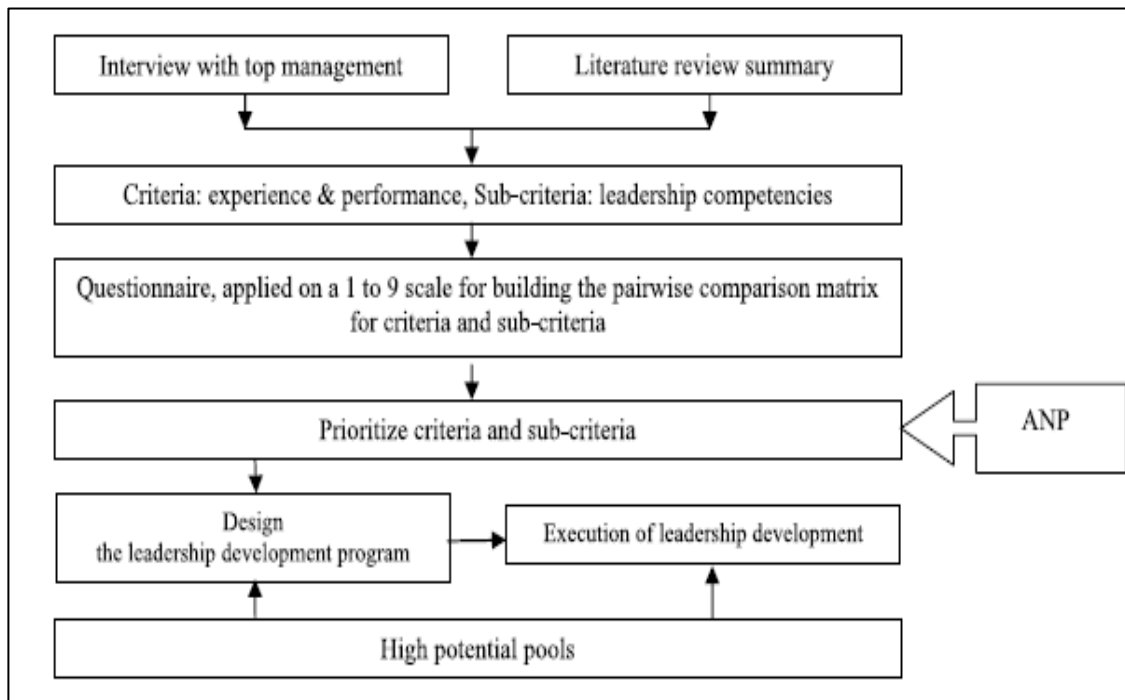 Interview with top management
Literature review summary
Criteria: experience & performance, Sub-criteria: leadership competencies
Questionnaire, applied on a 1 to 9 scale for building the pairwise comparison matrix
for criteria and sub-criteria
Prioritize criteria and sub-criteria
ANP
Design
the leadership development program
Execution of leadership development
High potential pools